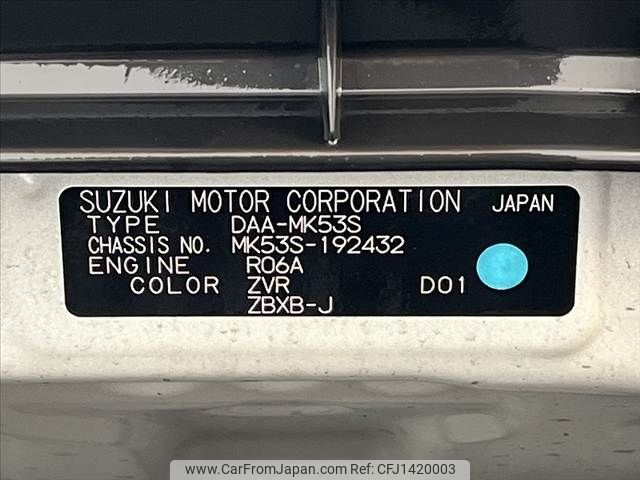 SUZUKI MOTOR CORPORATION JAPAN
TYPE DAA-MK53S
CHASSIS NO. MK53S-192432
ENGINE R06A
COLOR ZVR D01
ZBXB-J
www.CarFromJapan.com - CFJ1420003